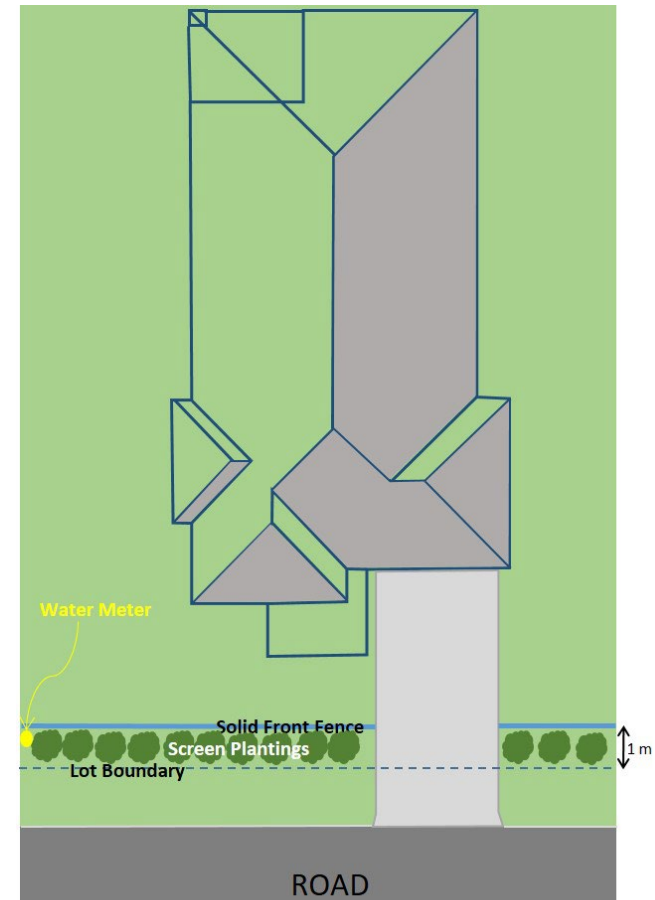 Water Meter
Solid Front Fence
Screen Plantings
1 m
Lot Boundary
ROAD